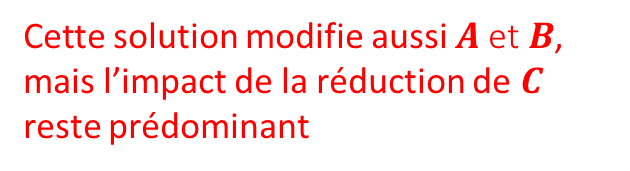 Cette solution modifie aussi A et B,
mais l’impact de la réduction de C
reste prédominant